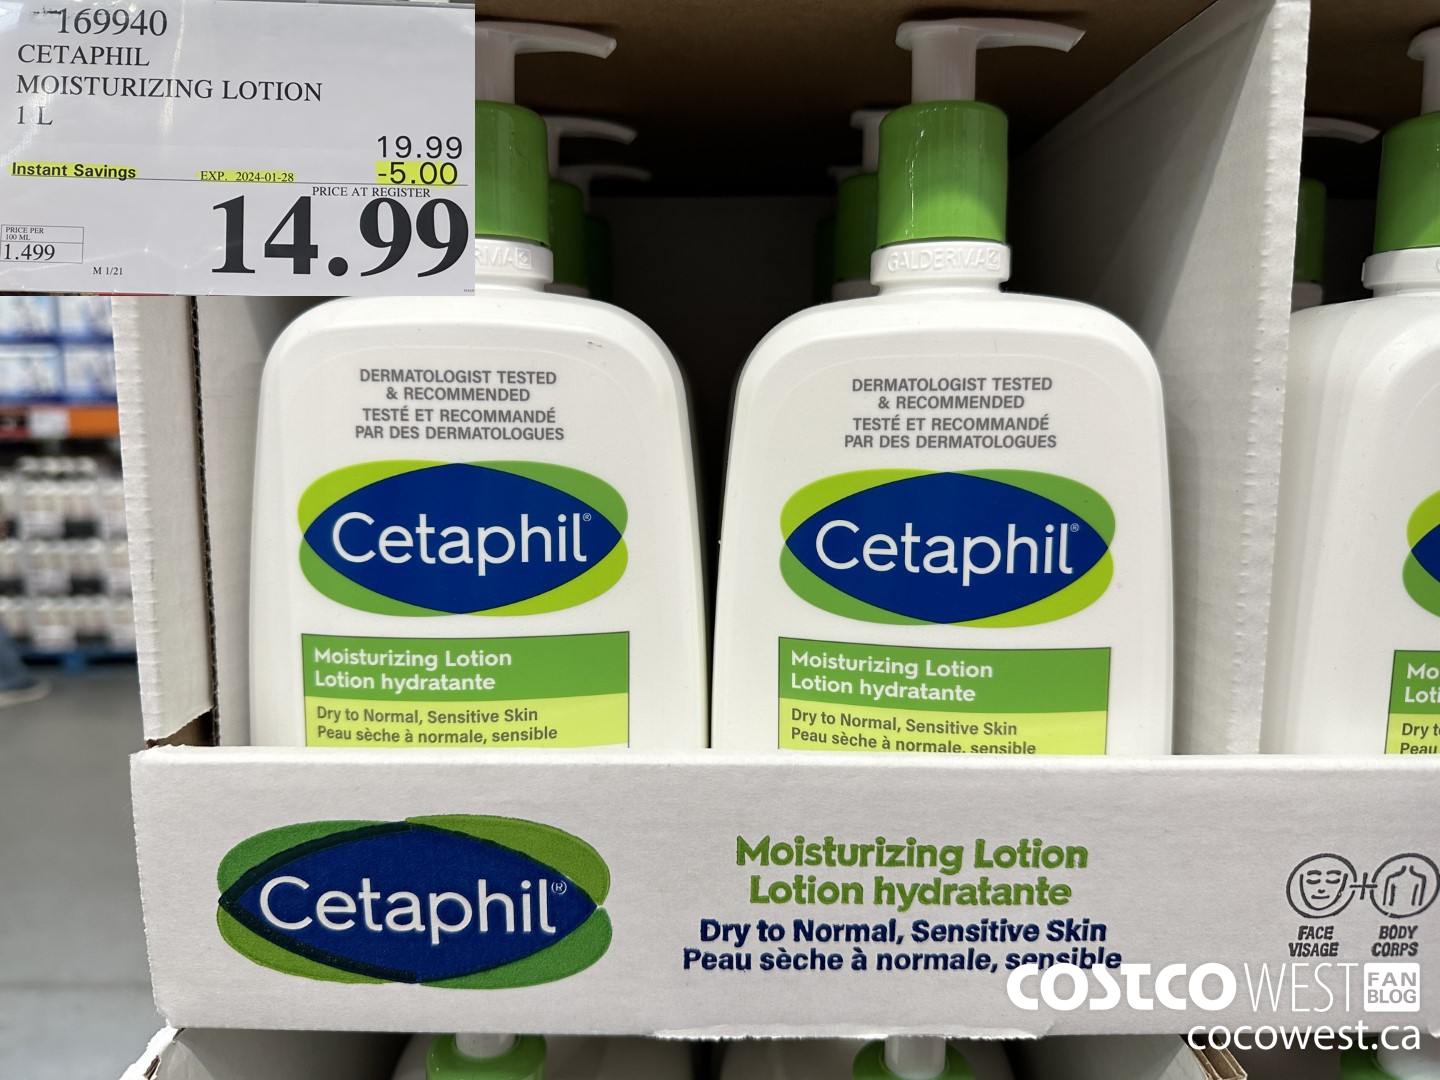 169940
CETAPHIL
MOISTURIZING LOTION
1 L
19.99
Instant Savings EXP. 2024-01-28 -5.00
PRICE AT REGISTER
14.99
PRICE PER
100 ML
1.499
M 1/21
GALDERMA
DERMATOLOGIST TESTED
& RECOMMENDED
TESTÉ ET RECOMMANDÉ
PAR DES DERMATOLOGUES
Cetaphil®
Moisturizing Lotion
Lotion hydratante
Dry to Normal, Sensitive Skin
Peau sèche à normale, sensible
DERMATOLOGIST TESTED
& RECOMMENDED
TESTÉ ET RECOMMANDÉ
PAR DES DERMATOLOGUES
Cetaphil®
Moisturizing Lotion
Lotion hydratante
Dry to Normal, Sensitive Skin
Peau sèche à normale, sensible
Mo
Loti
Dry t
Peau
Cetaphil®
Moisturizing Lotion
Lotion hydratante
Dry to Normal, Sensitive Skin
Peau sèche à normale, sensible
FACE
VISAGE
+
BODY
CORPS
COSTCO WEST FAN BLOG
cocowest.ca